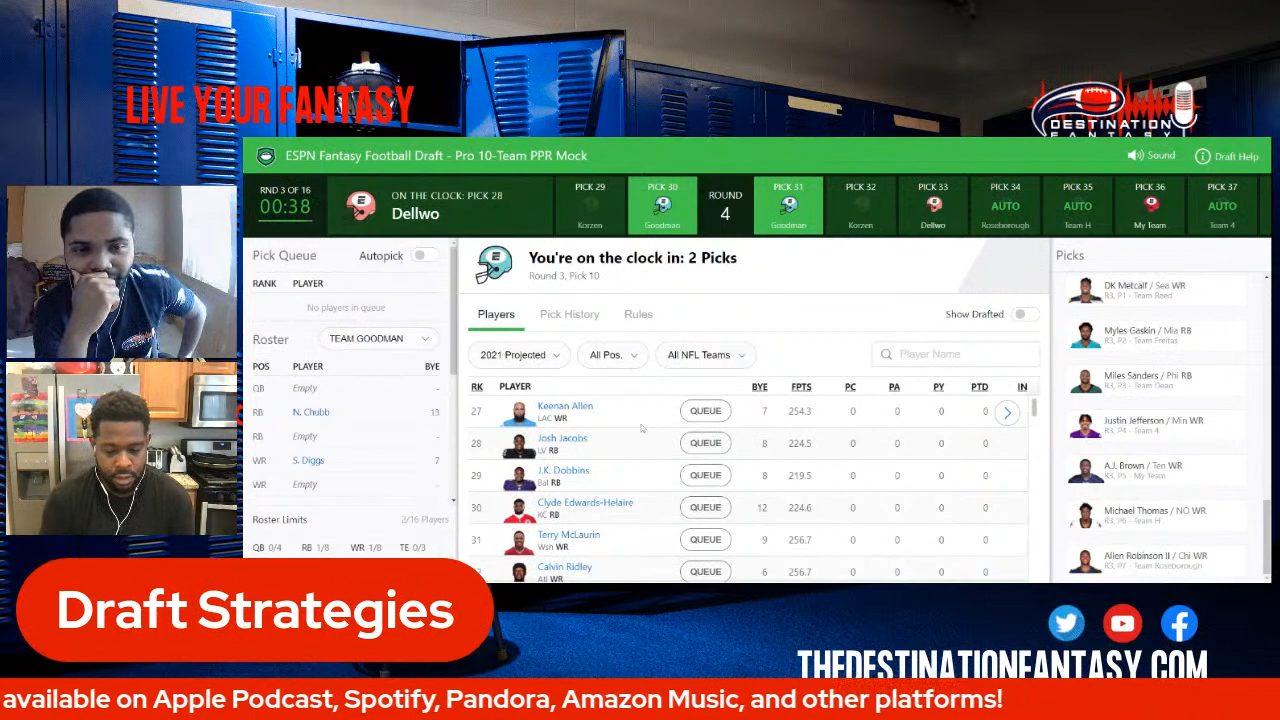 LIVE YOUR FANTASY
DESTINATION
FANTASY
ESPN Fantasy Football Draft - Pro 10-Team PPR Mock
Sound
Draft Help
RND 3 OF 16
00:38
ON THE CLOCK: PICK 28
Dellwo
PICK 29
Korzen
PICK 30
Goodman
ROUND
4
PICK 31
Goodman
PICK 32
Korzen
PICK 33
Dellwo
PICK 34
AUTO
Roseborough
PICK 35
AUTO
Team H
PICK 36
My Team
PICK 37
AUTO
Team 4
Pick Queue
Autopick
RANK PLAYER
No players in queue
Roster
TEAM GOODMAN
POS PLAYER BYE
QB Empty -
RB N. Chubb 13
RB Empty -
WR S. Diggs 7
WR Empty -
Roster Limits 2/16 Players
QB 0/4 RB 1/8 WR 1/8 TE 0/3
You're on the clock in: 2 Picks
Round 3, Pick 10
Players Pick History Rules
Show Drafted
2021 Projected All Pos. All NFL Teams
Player Name
RK PLAYER BYE FPTS PC PA PY PTD IN
27 Keenan Allen QUEUE 7 254.3 0 0 0 0
LAC WR
28 Josh Jacobs QUEUE 8 224.5 0 0 0 0
LV RB
29 J.K. Dobbins QUEUE 8 219.5 0 0 0 0
Bal RB
30 Clyde Edwards-Helaire QUEUE 12 224.6 0 0 0 0
KC RB
31 Terry McLaurin QUEUE 9 256.7 0 0 0 0
Wsh WR
Calvin Ridley QUEUE 6 256.7 0 0 0 0
Atl WR
Picks
DK Metcalf / Sea WR
R3, P1 - Team Reed
Myles Gaskin / Mia RB
R3, P2 - Team Freitas
Miles Sanders / Phi RB
R3, P3 - Team Dean
Justin Jefferson / Min WR
R3, P4 - Team 4
A.J. Brown / Ten WR
R3, P5 - My Team
Michael Thomas / NO WR
R3, P6 - Team H
Allen Robinson II / Chi WR
R3, P7 - Team Roseborough
Draft Strategies
THEDESTINATIONFANTASY.COM
available on Apple Podcast, Spotify, Pandora, Amazon Music, and other platforms!